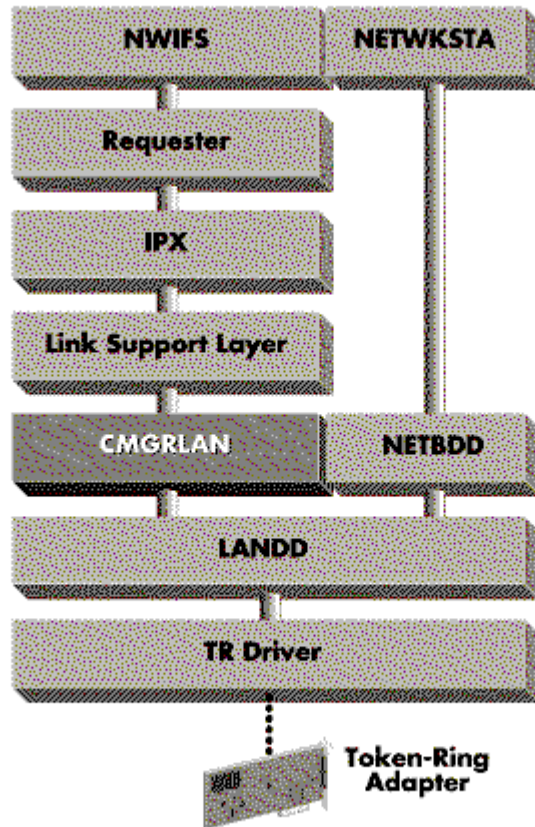 NWIFS
NETWKSTA
Requester
IPX
Link Support Layer
CMGRLAN
NETBDD
LANDD
TR Driver
Token-Ring
Adapter